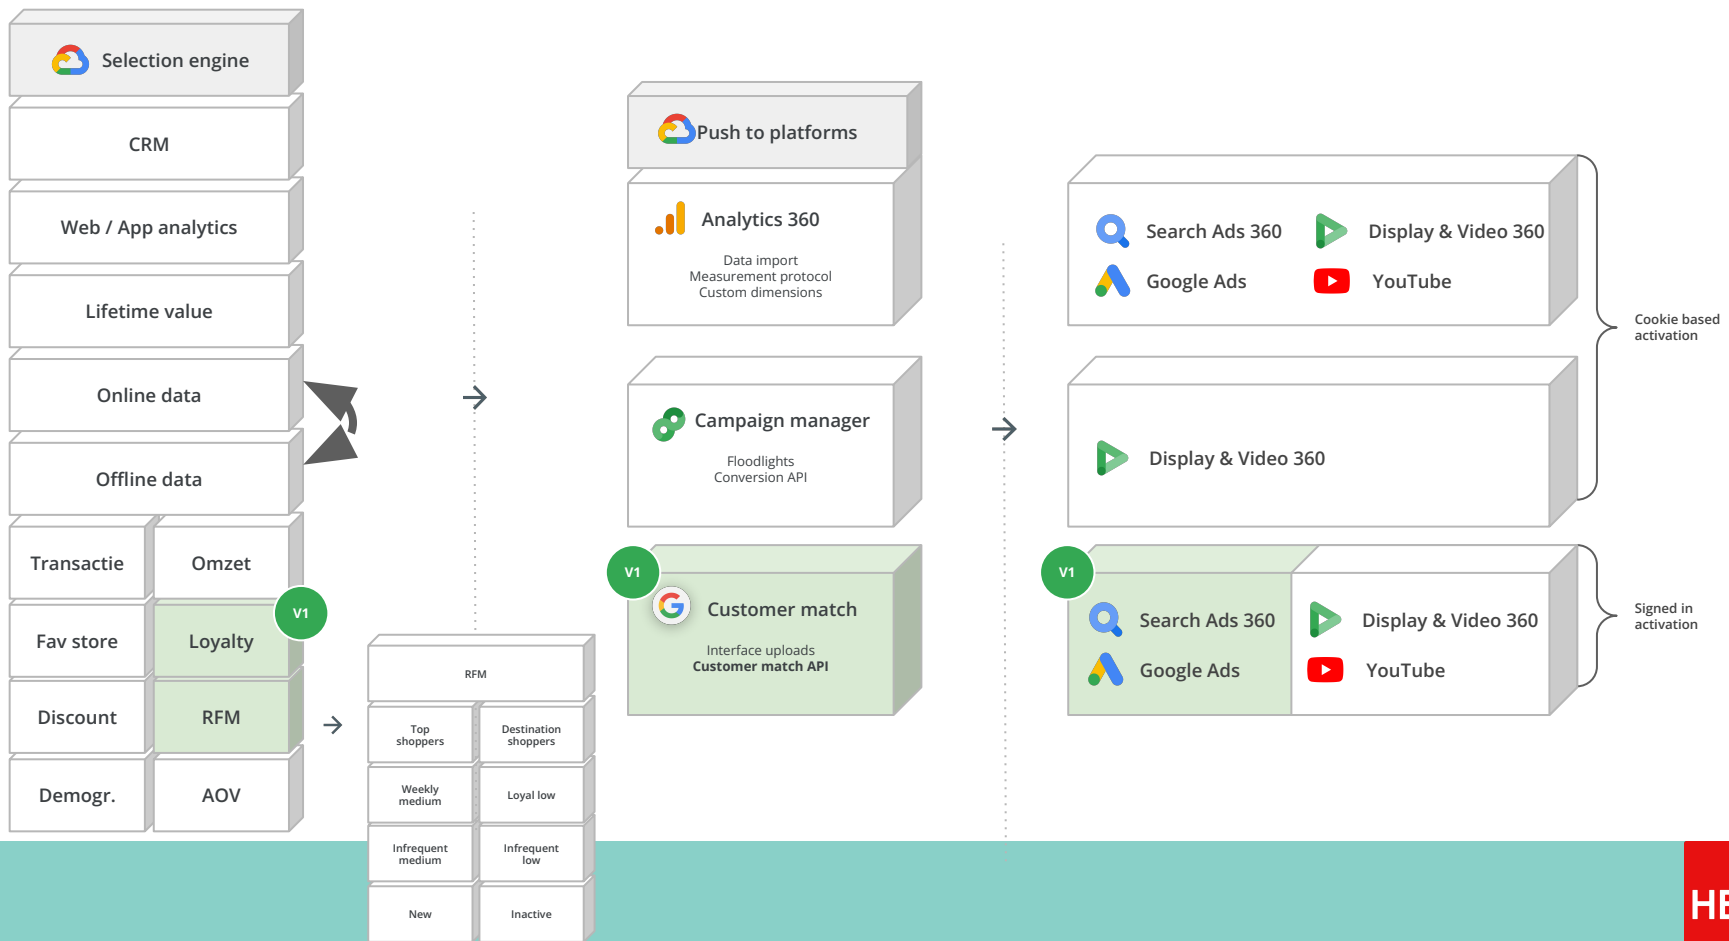 Selection engine
CRM
Web / App analytics
Lifetime value
Online data
Offline data
Transactie
Omzet
Fav store
Loyalty
V1
Discount
RFM
Demogr.
AOV
RFM
Top
shoppers
Destination
shoppers
Weekly
medium
Loyal low
Infrequent
medium
Infrequent
low
New
Inactive
Push to platforms
Analytics 360
Data import
Measurement protocol
Custom dimensions
Campaign manager
Floodlights
Conversion API
V1
Customer match
Interface uploads
Customer match API
Search Ads 360
Display & Video 360
Google Ads
YouTube
Cookie based
activation
Display & Video 360
V1
Search Ads 360
Display & Video 360
Google Ads
YouTube
Signed in
activation